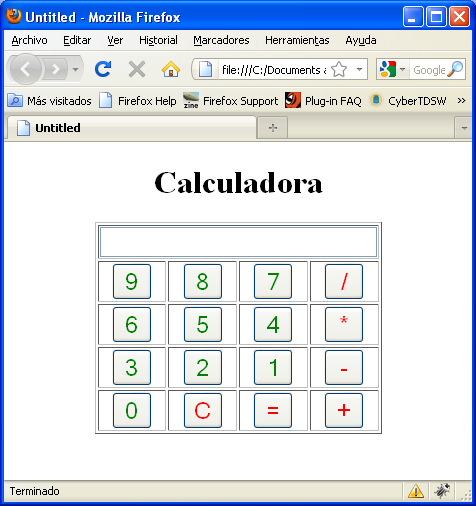 Untitled - Mozilla Firefox
Archivo Editar Ver Historial Marcadores Herramientas Ayuda
file:///C:/Documents a Google
Más visitados Firefox Help Firefox Support Plug-in FAQ CyberTDSW »
Untitled
Calculadora
9 8 7 /
6 5 4 *
3 2 1 -
0 C = +
Terminado